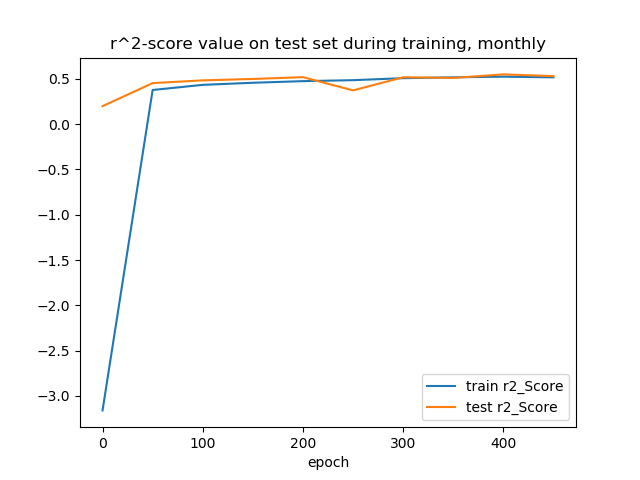 r^2-score value on test set during training, monthly
0.5
0.0
−0.5
−1.0
−1.5
−2.0
−2.5
−3.0
train r2_Score
test r2_Score
0 100 200 300 400
epoch